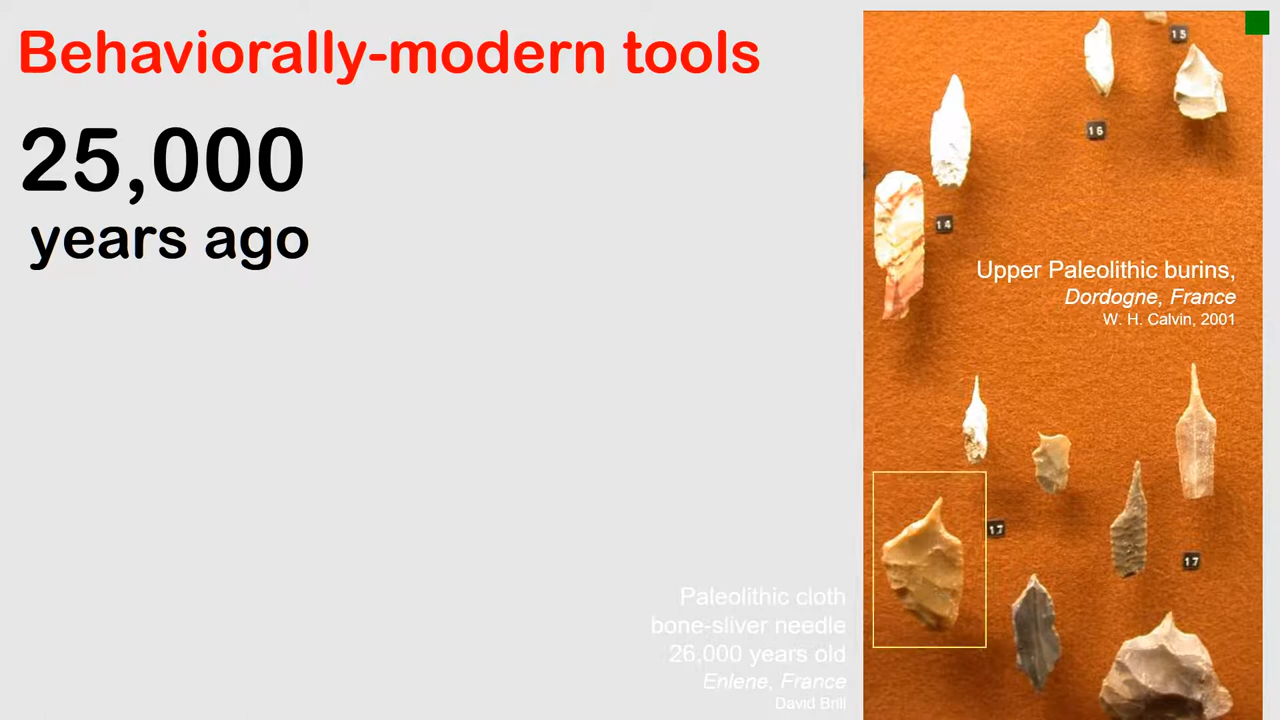 Behaviorally-modern tools
25,000
years ago
15
16
14
Upper Paleolithic burins,
Dordogne, France
W. H. Calvin, 2001
17
17
Paleolithic cloth
bone-sliver needle
26,000 years old
Enlene, France
David Brill